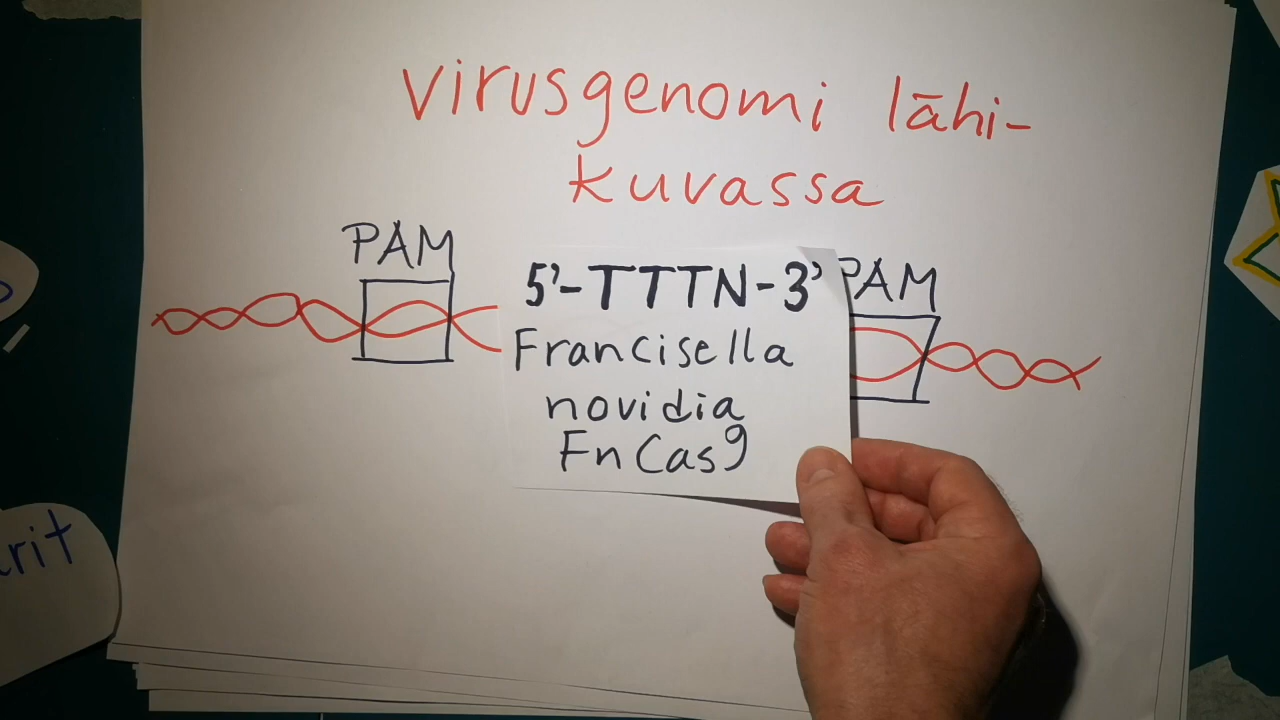 virusgenomi lähi-
kuvassa
PAM
5'-TTTN-3'
PAM
Francisella
novidia
FnCas9
rit